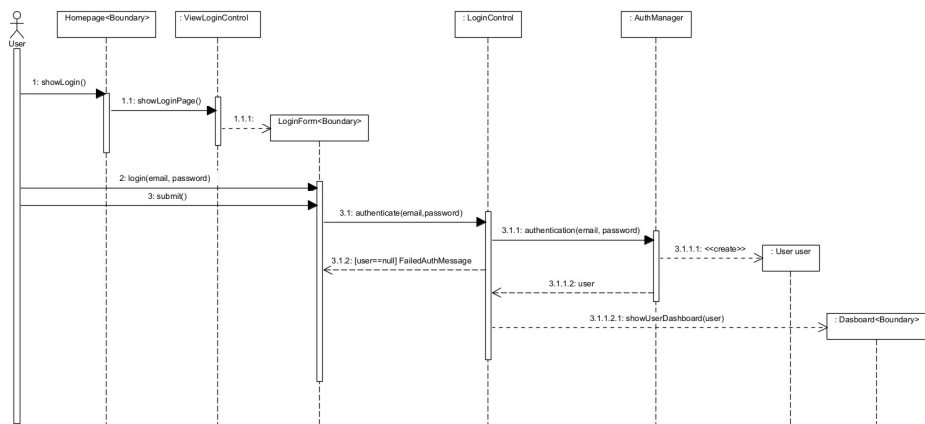 Homepage<Boundary>
: ViewLoginControl
: LoginControl
: AuthManager
User
1: showLogin()
1.1: showLoginPage()
1.1.1:
LoginForm<Boundary>
2: login(email, password)
3: submit()
3.1: authenticate(email,password)
3.1.1: authentication(email, password)
3.1.1.1: <<create>>
: User user
3.1.2: [user==null] FailedAuthMessage
3.1.1.2: user
3.1.1.2.1: showUserDashboard(user)
: Dasboard<Boundary>